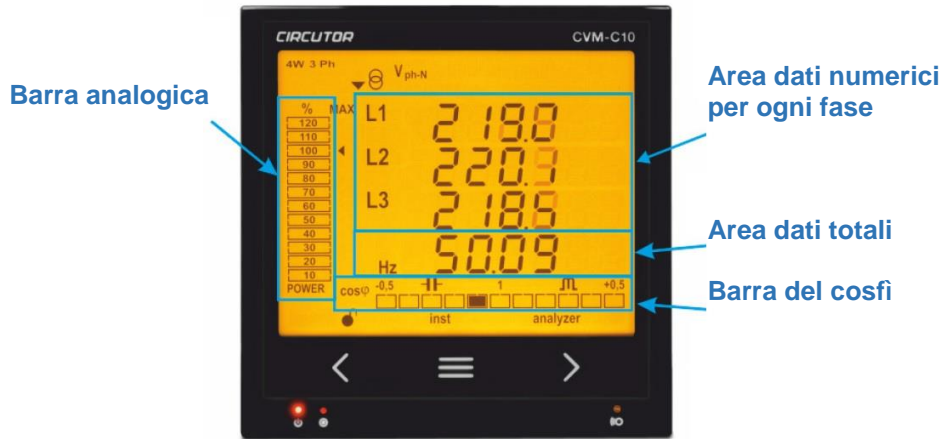 CIRCUTOR CVM-C10
4W 3 Ph
Vph-N
Barra analogica
Area dati numerici
per ogni fase
% MAX
120
110
100
90
80
70
60
50
40
30
20
10
POWER
L1 218.8
L2 220.1
L3 218.5
Hz 50.09
Area dati totali
Barra del cosfì
cosφ -0,5 1 +0,5
inst analyzer